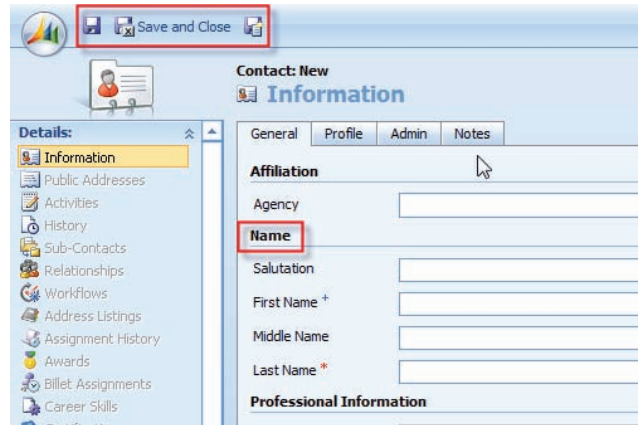 Save and Close
Contact: New
Information
Details:
Information
Public Addresses
Activities
History
Sub-Contacts
Relationships
Workflows
Address Listings
Assignment History
Awards
Billet Assignments
Career Skills
General Profile Admin Notes
Affiliation
Agency
Name
Salutation
First Name +
Middle Name
Last Name *
Professional Information